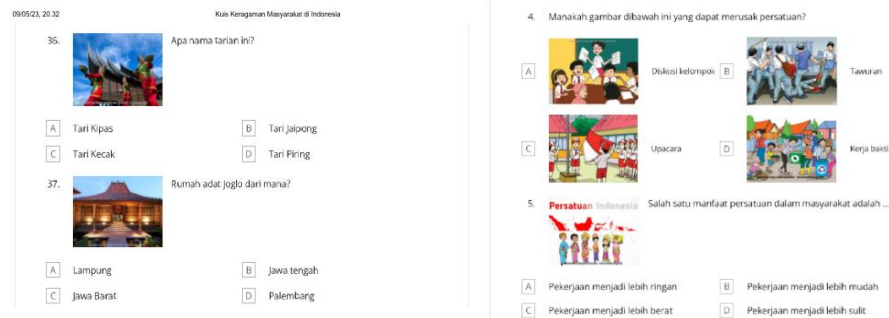 09/05/23, 20.32
Kuis Keragaman Masyarakat di Indonesia
36.
Apa nama tarian ini?
A Tari Kipas
B Tari Jaipong
C Tari Kecak
D Tari Piring
37.
Rumah adat Joglo dari mana?
A Lampung
B Jawa tengah
C Jawa Barat
D Palembang
4. Manakah gambar dibawah ini yang dapat merusak persatuan?
A Diskusi kelompok
B Tawuran
C Upacara
D Kerja bakti
5.
Persatuan Indonesia
Salah satu manfaat persatuan dalam masyarakat adalah ...
A Pekerjaan menjadi lebih ringan
B Pekerjaan menjadi lebih mudah
C Pekerjaan menjadi lebih berat
D Pekerjaan menjadi lebih sulit